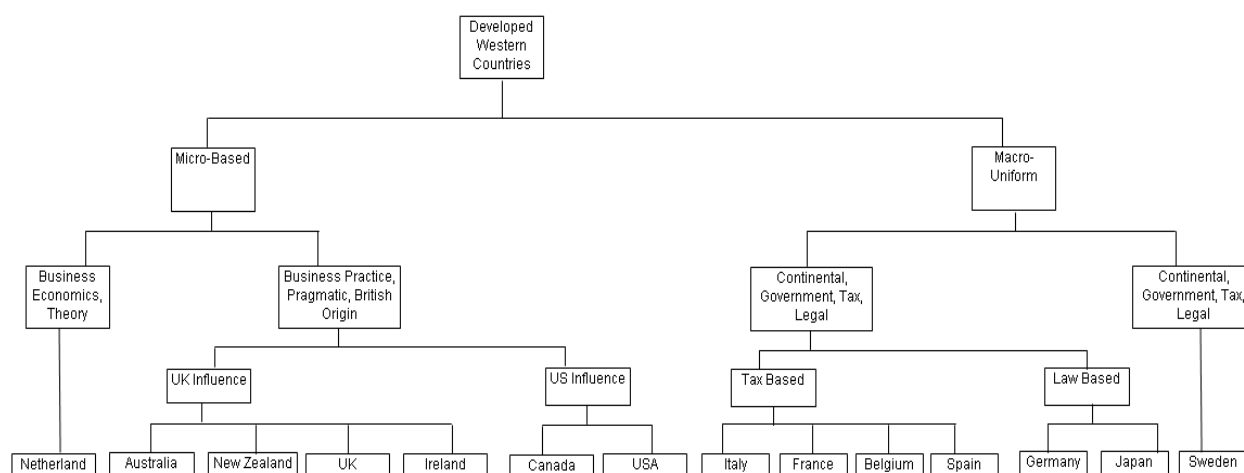 Developed
Western
Countries
Micro-Based
Macro-
Uniform
Business
Economics,
Theory
Business Practice,
Pragmatic, British
Origin
Continental,
Government, Tax,
Legal
Continental,
Government, Tax,
Legal
UK Influence
US Influence
Tax Based
Law Based
Netherland
Australia
New Zealand
UK
Ireland
Canada
USA
Italy
France
Belgium
Spain
Germany
Japan
Sweden